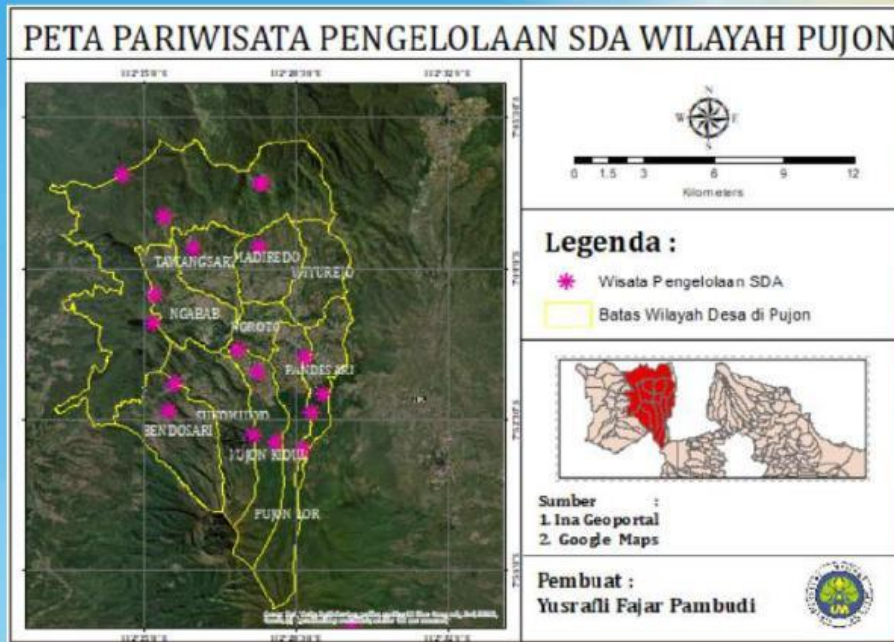 PETA PARIWISATA PENGELOLAAN SDA WILAYAH PUJON
N
W E
S
0 1.5 3 6 9 12
Kilometers
Legenda :
Wisata Pengelolaan SDA
Batas Wilayah Desa di Pujon
TAWANGSARI
MADIREDO
WIYUREJO
NGABAB
NGROTO
PANDESARI
SUKOMULYO
BENDOSARI
PUJON KIDUL
PUJON LOR
Sumber :
1. Ina Geoportal
2. Google Maps
Pembuat :
Yusrafli Fajar Pambudi
UM